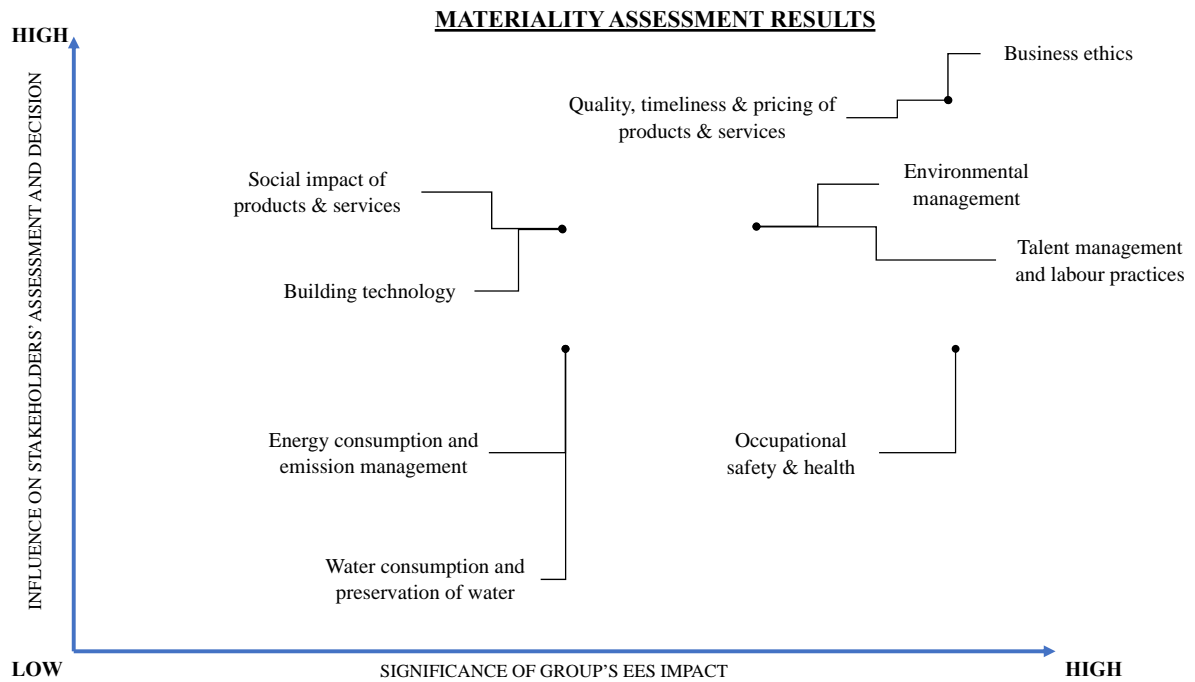 MATERIALITY ASSESSMENT RESULTS
HIGH
INFLUENCE ON STAKEHOLDERS' ASSESSMENT AND DECISION
Business ethics
Quality, timeliness & pricing of
products & services
Social impact of
products & services
Environmental
management
Talent management
and labour practices
Building technology
Energy consumption and
emission management
Occupational
safety & health
Water consumption and
preservation of water
LOW
SIGNIFICANCE OF GROUP'S EES IMPACT
HIGH